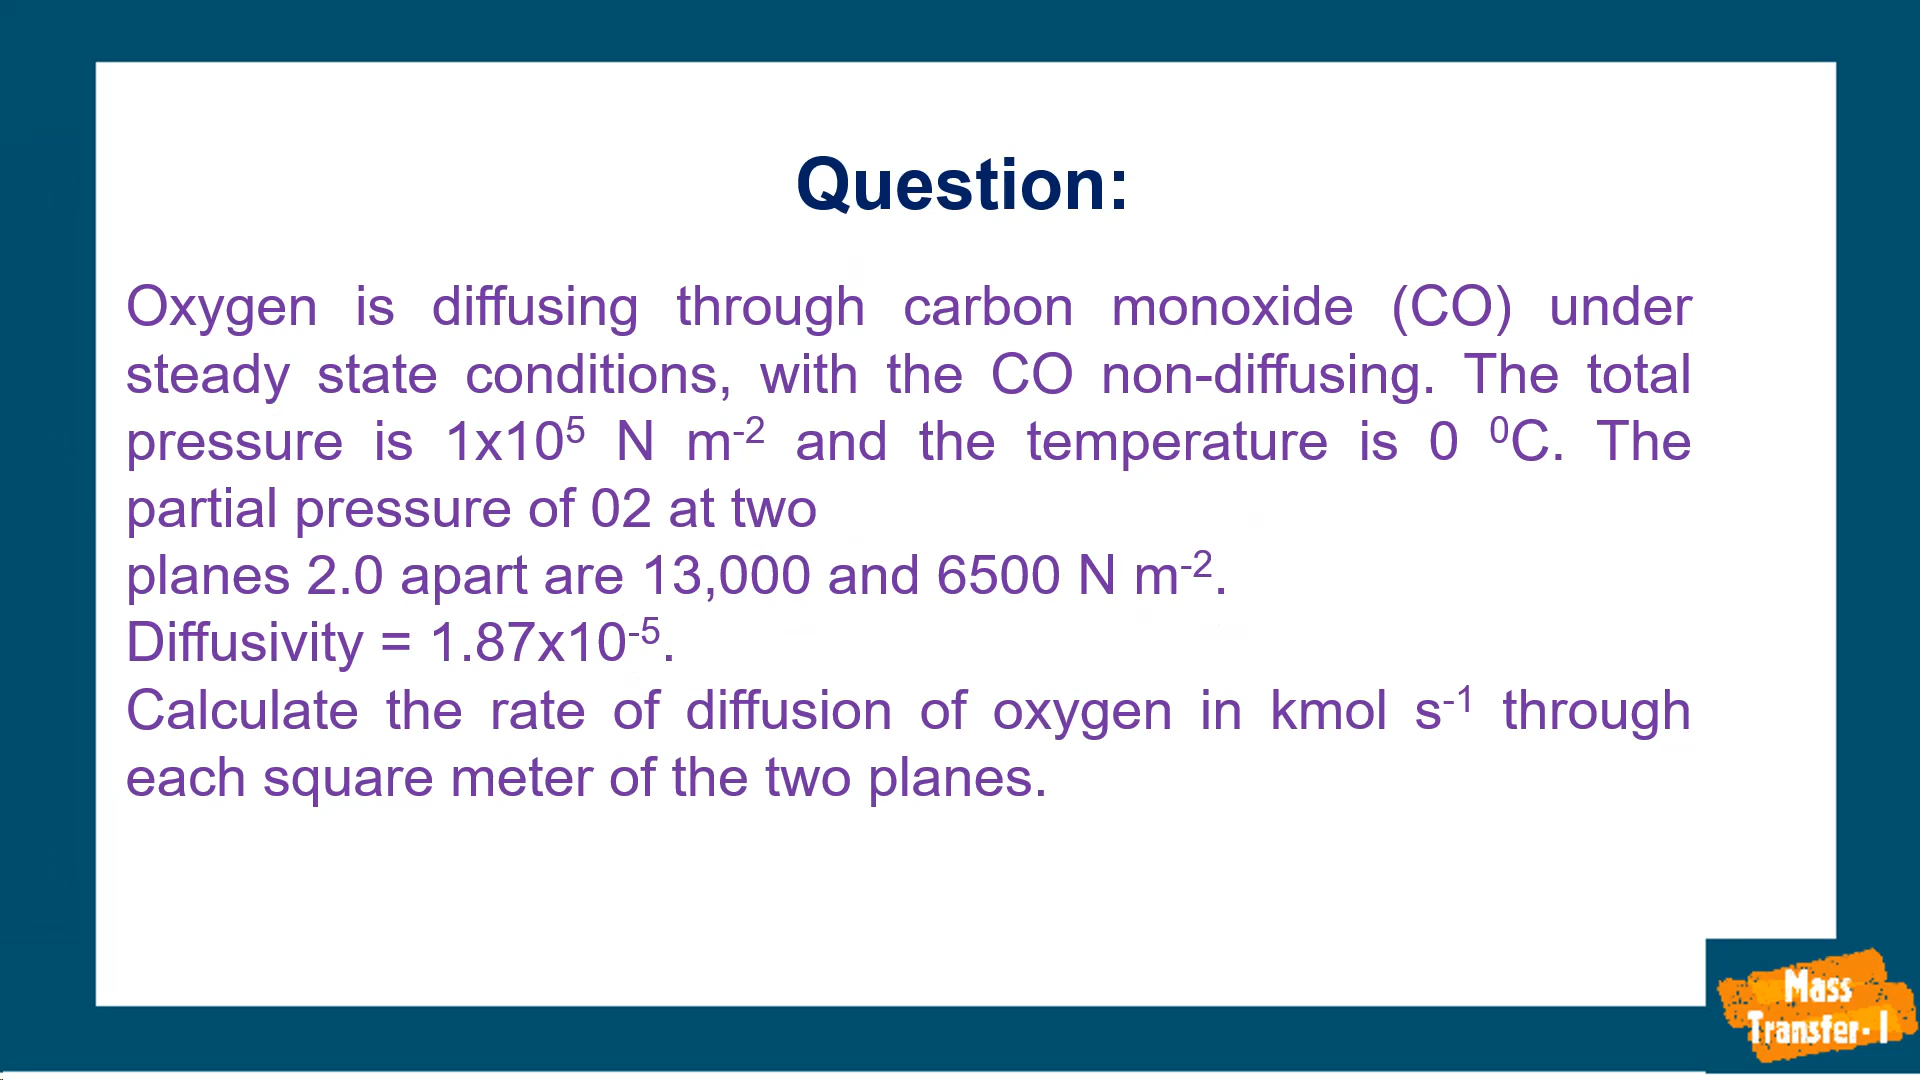 Question:
Oxygen is diffusing through carbon monoxide (CO) under
steady state conditions, with the CO non-diffusing. The total
pressure is 1x10⁵ N m⁻² and the temperature is 0 ⁰C. The
partial pressure of 02 at two
planes 2.0 apart are 13,000 and 6500 N m⁻².
Diffusivity = 1.87x10⁻⁵.
Calculate the rate of diffusion of oxygen in kmol s⁻¹ through
each square meter of the two planes.
Mass
Transfer- I